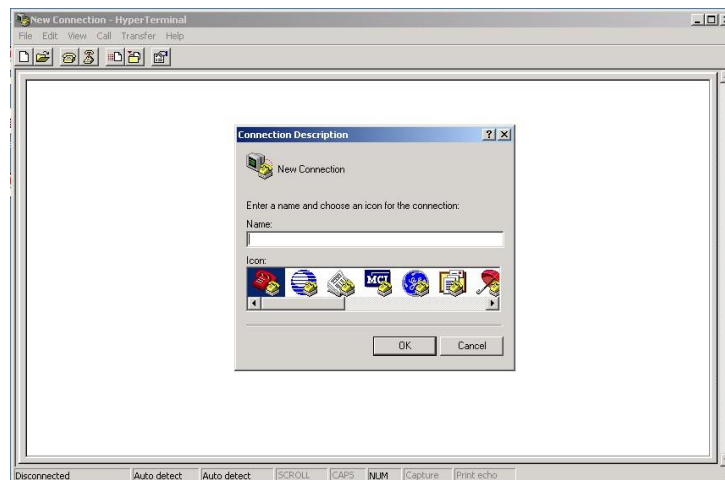 New Connection - HyperTerminal
File Edit View Call Transfer Help
Connection Description
New Connection
Enter a name and choose an icon for the connection:
Name:
Icon:
MCI
OK Cancel
Disconnected Auto detect Auto detect SCROLL CAPS NUM Capture Print echo